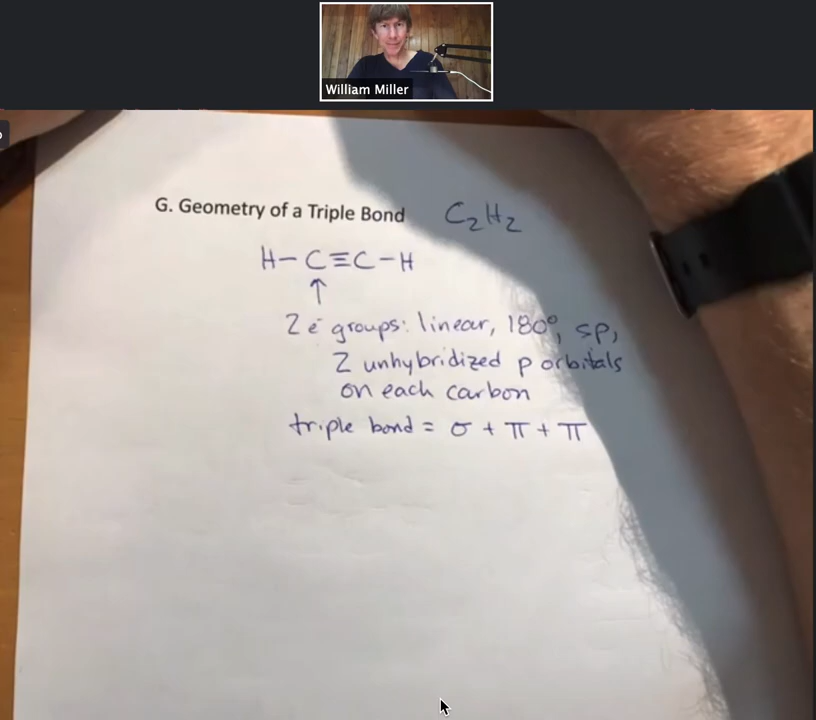 William Miller
G. Geometry of a Triple Bond C₂H₂
H-C≡C-H
↑
2 e⁻ groups: linear, 180°, sp,
2 unhybridized p orbitals
on each carbon
triple bond = σ + π + π